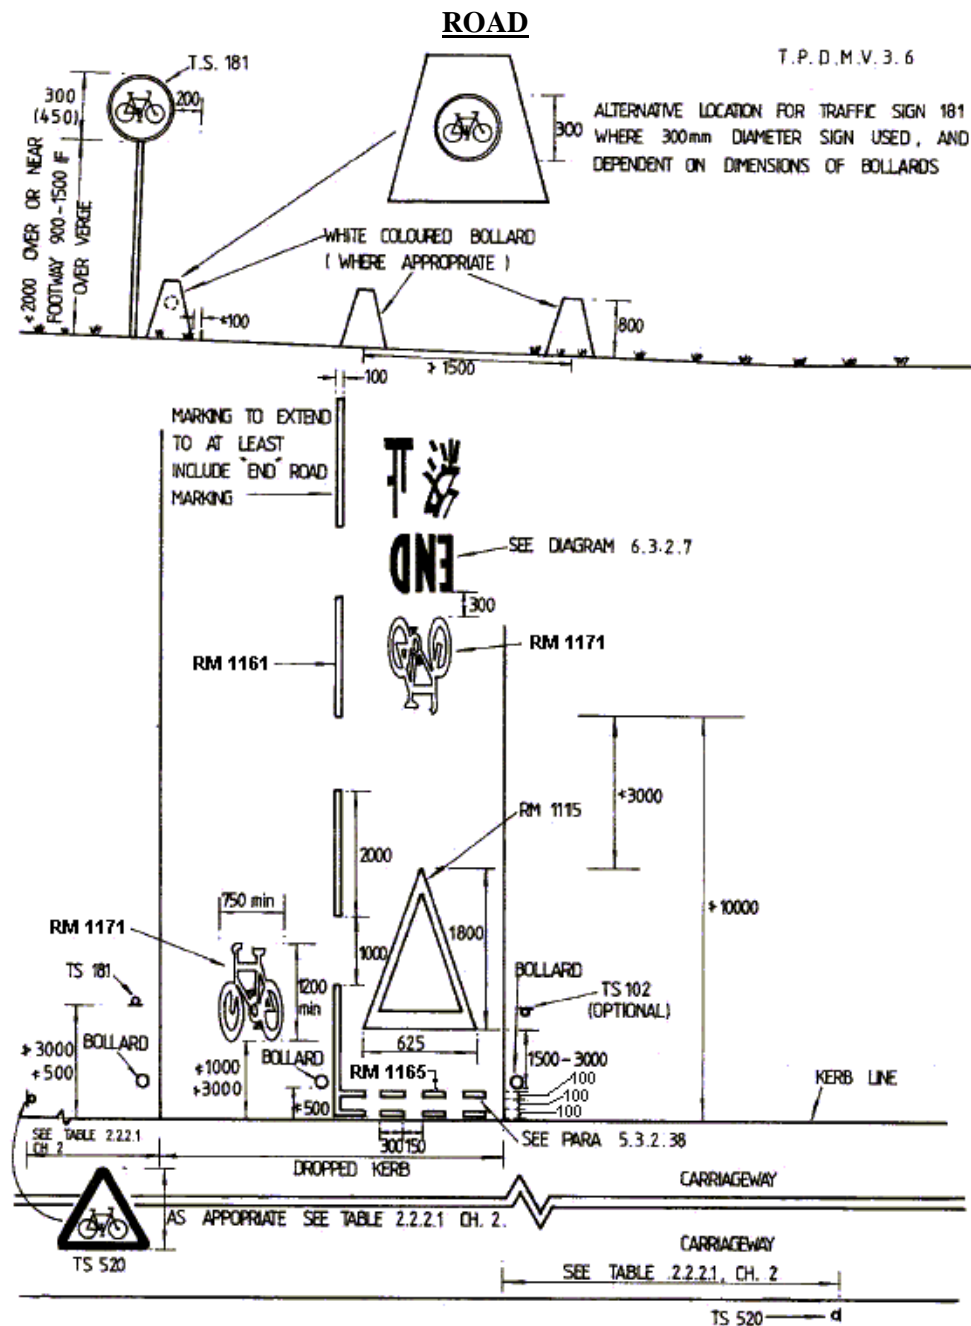 ROAD
T.S. 181
T.P.D.M.V.3.6
300
(450)
200
300
ALTERNATIVE LOCATION FOR TRAFFIC SIGN 181
WHERE 300mm DIAMETER SIGN USED, AND
DEPENDENT ON DIMENSIONS OF BOLLARDS
≮2000 OVER OR NEAR
FOOTWAY 900-1500 IF
OVER VERGE
WHITE COLOURED BOLLARD
( WHERE APPROPRIATE )
≮100
800
≯ 1500
100
MARKING TO EXTEND
TO AT LEAST
INCLUDE "END" ROAD
MARKING
END
SEE DIAGRAM 6.3.2.7
300
RM 1161
RM 1171
≮3000
RM 1115
2000
750 min
≯10000
RM 1171
1800
1000
TS 181
1200
min
BOLLARD
TS 102
(OPTIONAL)
≯3000
≮500
BOLLARD
625
1500-3000
≮1000
≯3000
BOLLARD
RM 1165
100
100
100
KERB LINE
≮500
SEE TABLE 2.2.2.1
CH. 2
300
150
SEE PARA 5.3.2.38
DROPPED KERB
CARRIAGEWAY
AS APPOPRIATE SEE TABLE 2.2.2.1 CH. 2.
TS 520
CARRIAGEWAY
SEE TABLE .2.2.2.1, CH. 2
TS 520